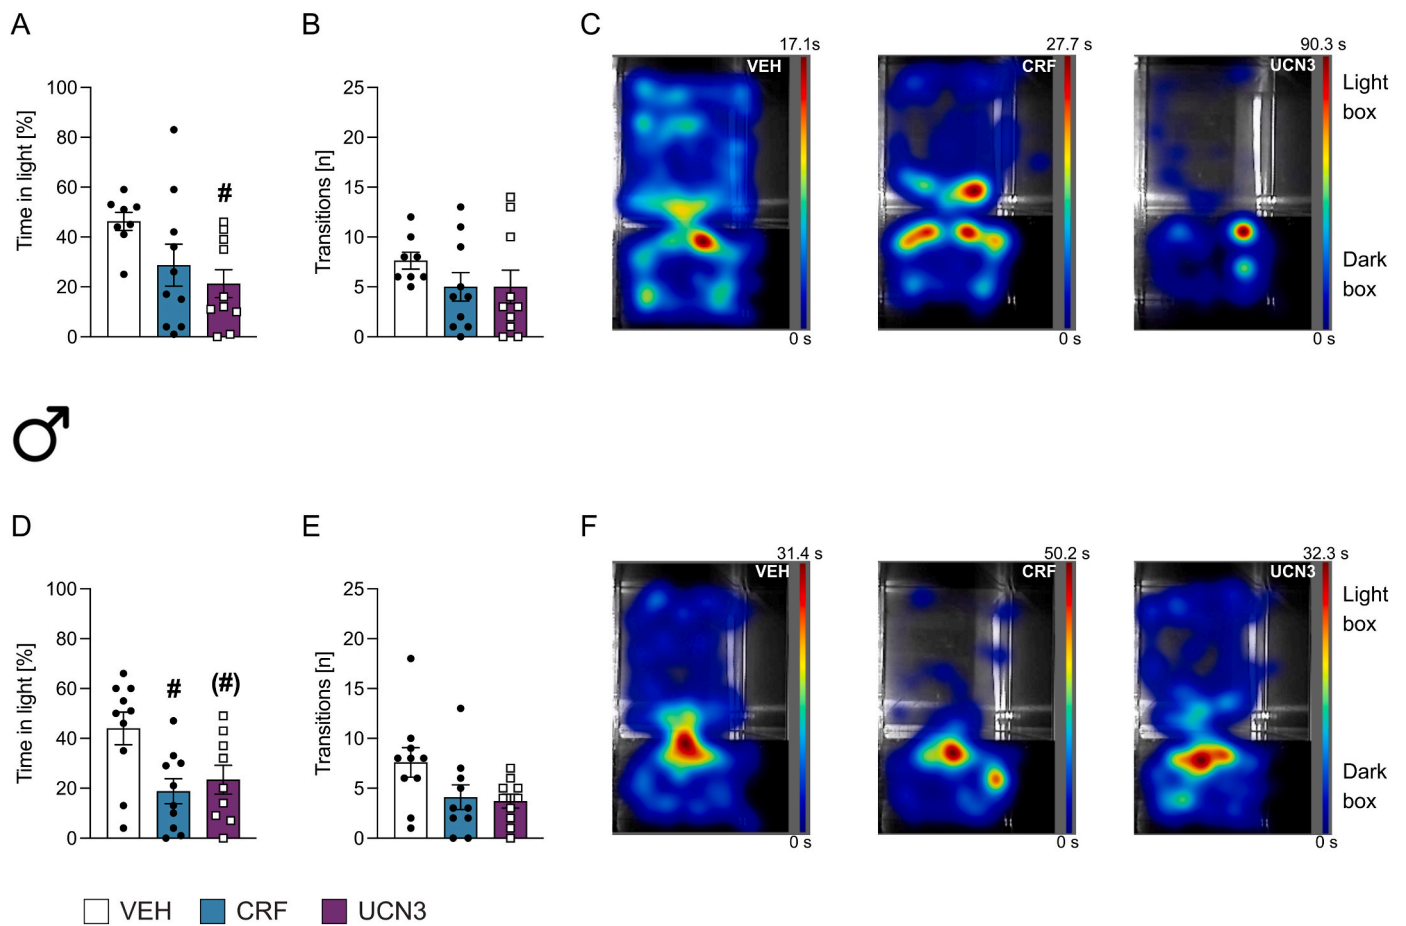 A
B
C
Time in light [%]
100
80
60
40
20
0
#
Transitions [n]
25
20
15
10
5
0
17.1s
VEH
0 s
27.7 s
CRF
0 s
90.3 s
UCN3
0 s
Light
box
Dark
box
D
E
F
Time in light [%]
100
80
60
40
20
0
#
(#)
Transitions [n]
25
20
15
10
5
0
31.4 s
VEH
0 s
50.2 s
CRF
0 s
32.3 s
UCN3
0 s
Light
box
Dark
box
VEH
CRF
UCN3